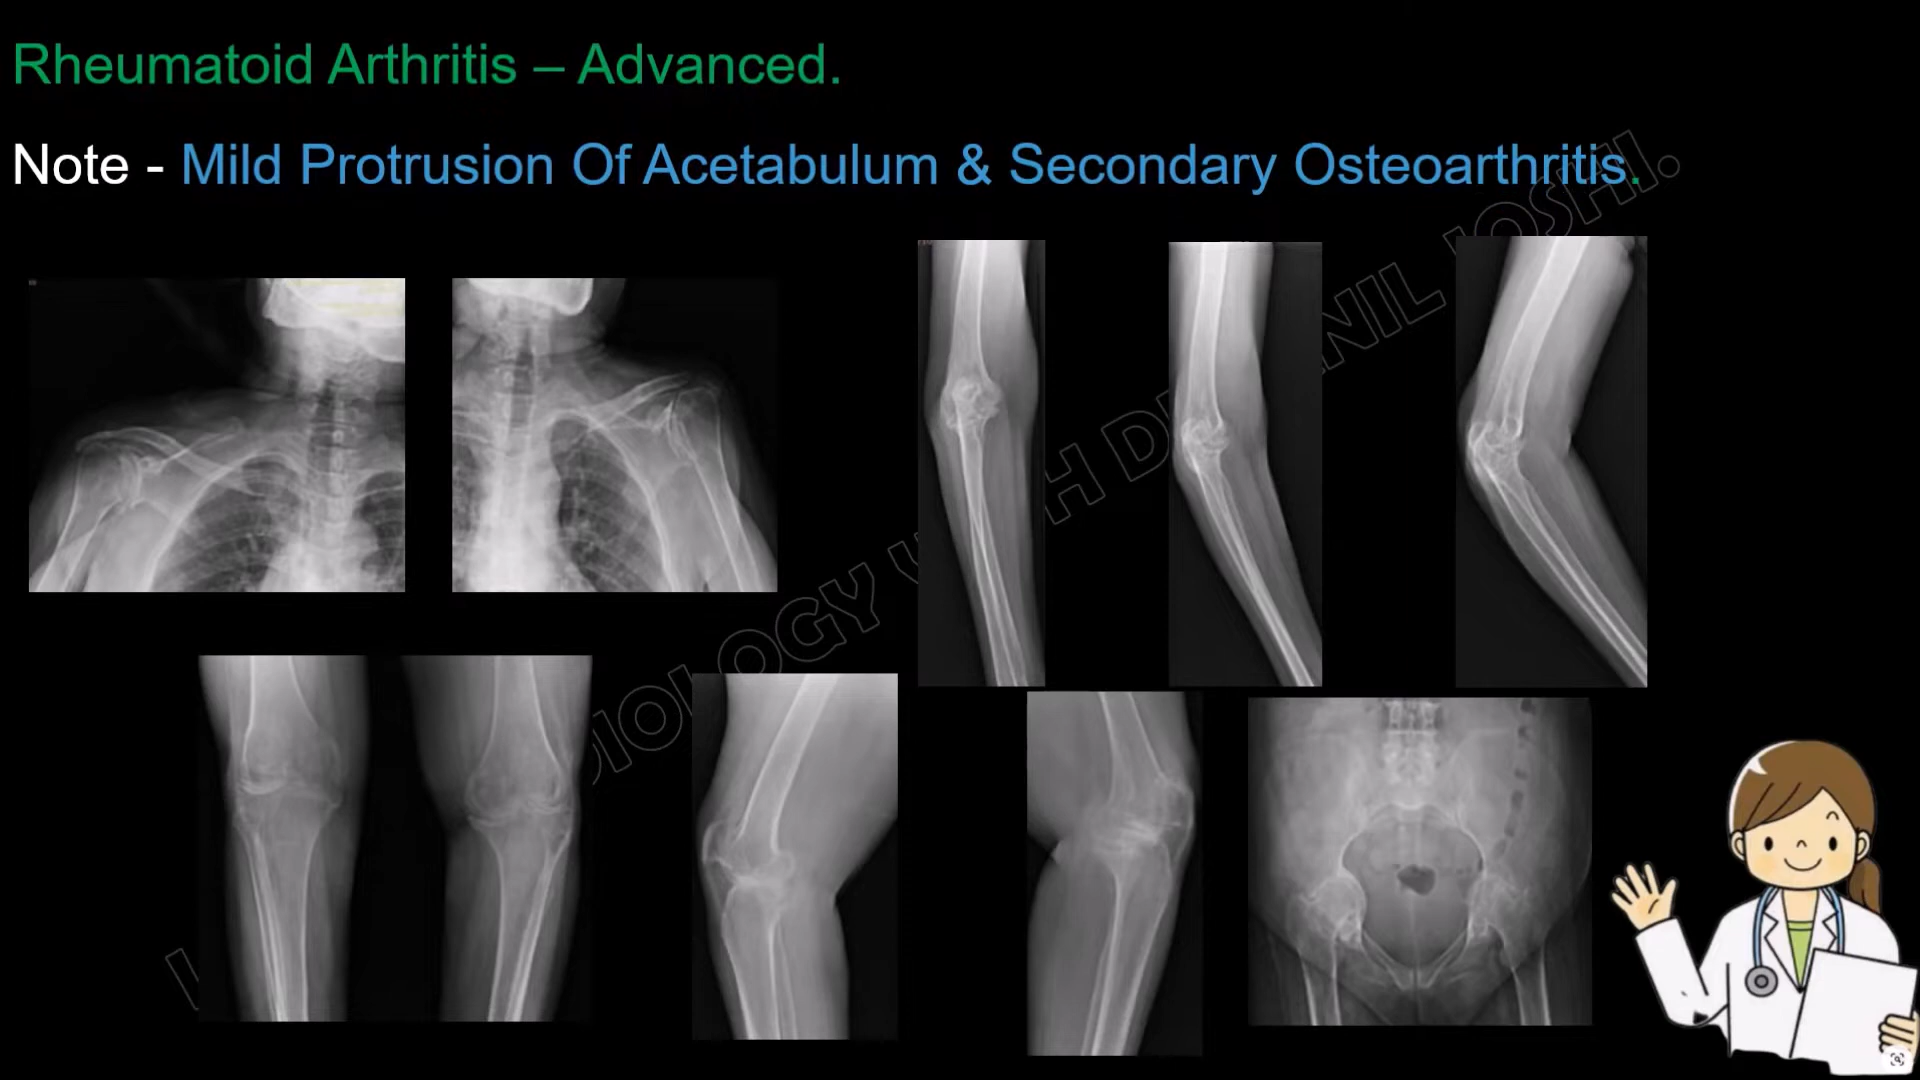 Rheumatoid Arthritis – Advanced.
Note - Mild Protrusion Of Acetabulum & Secondary Osteoarthritis.